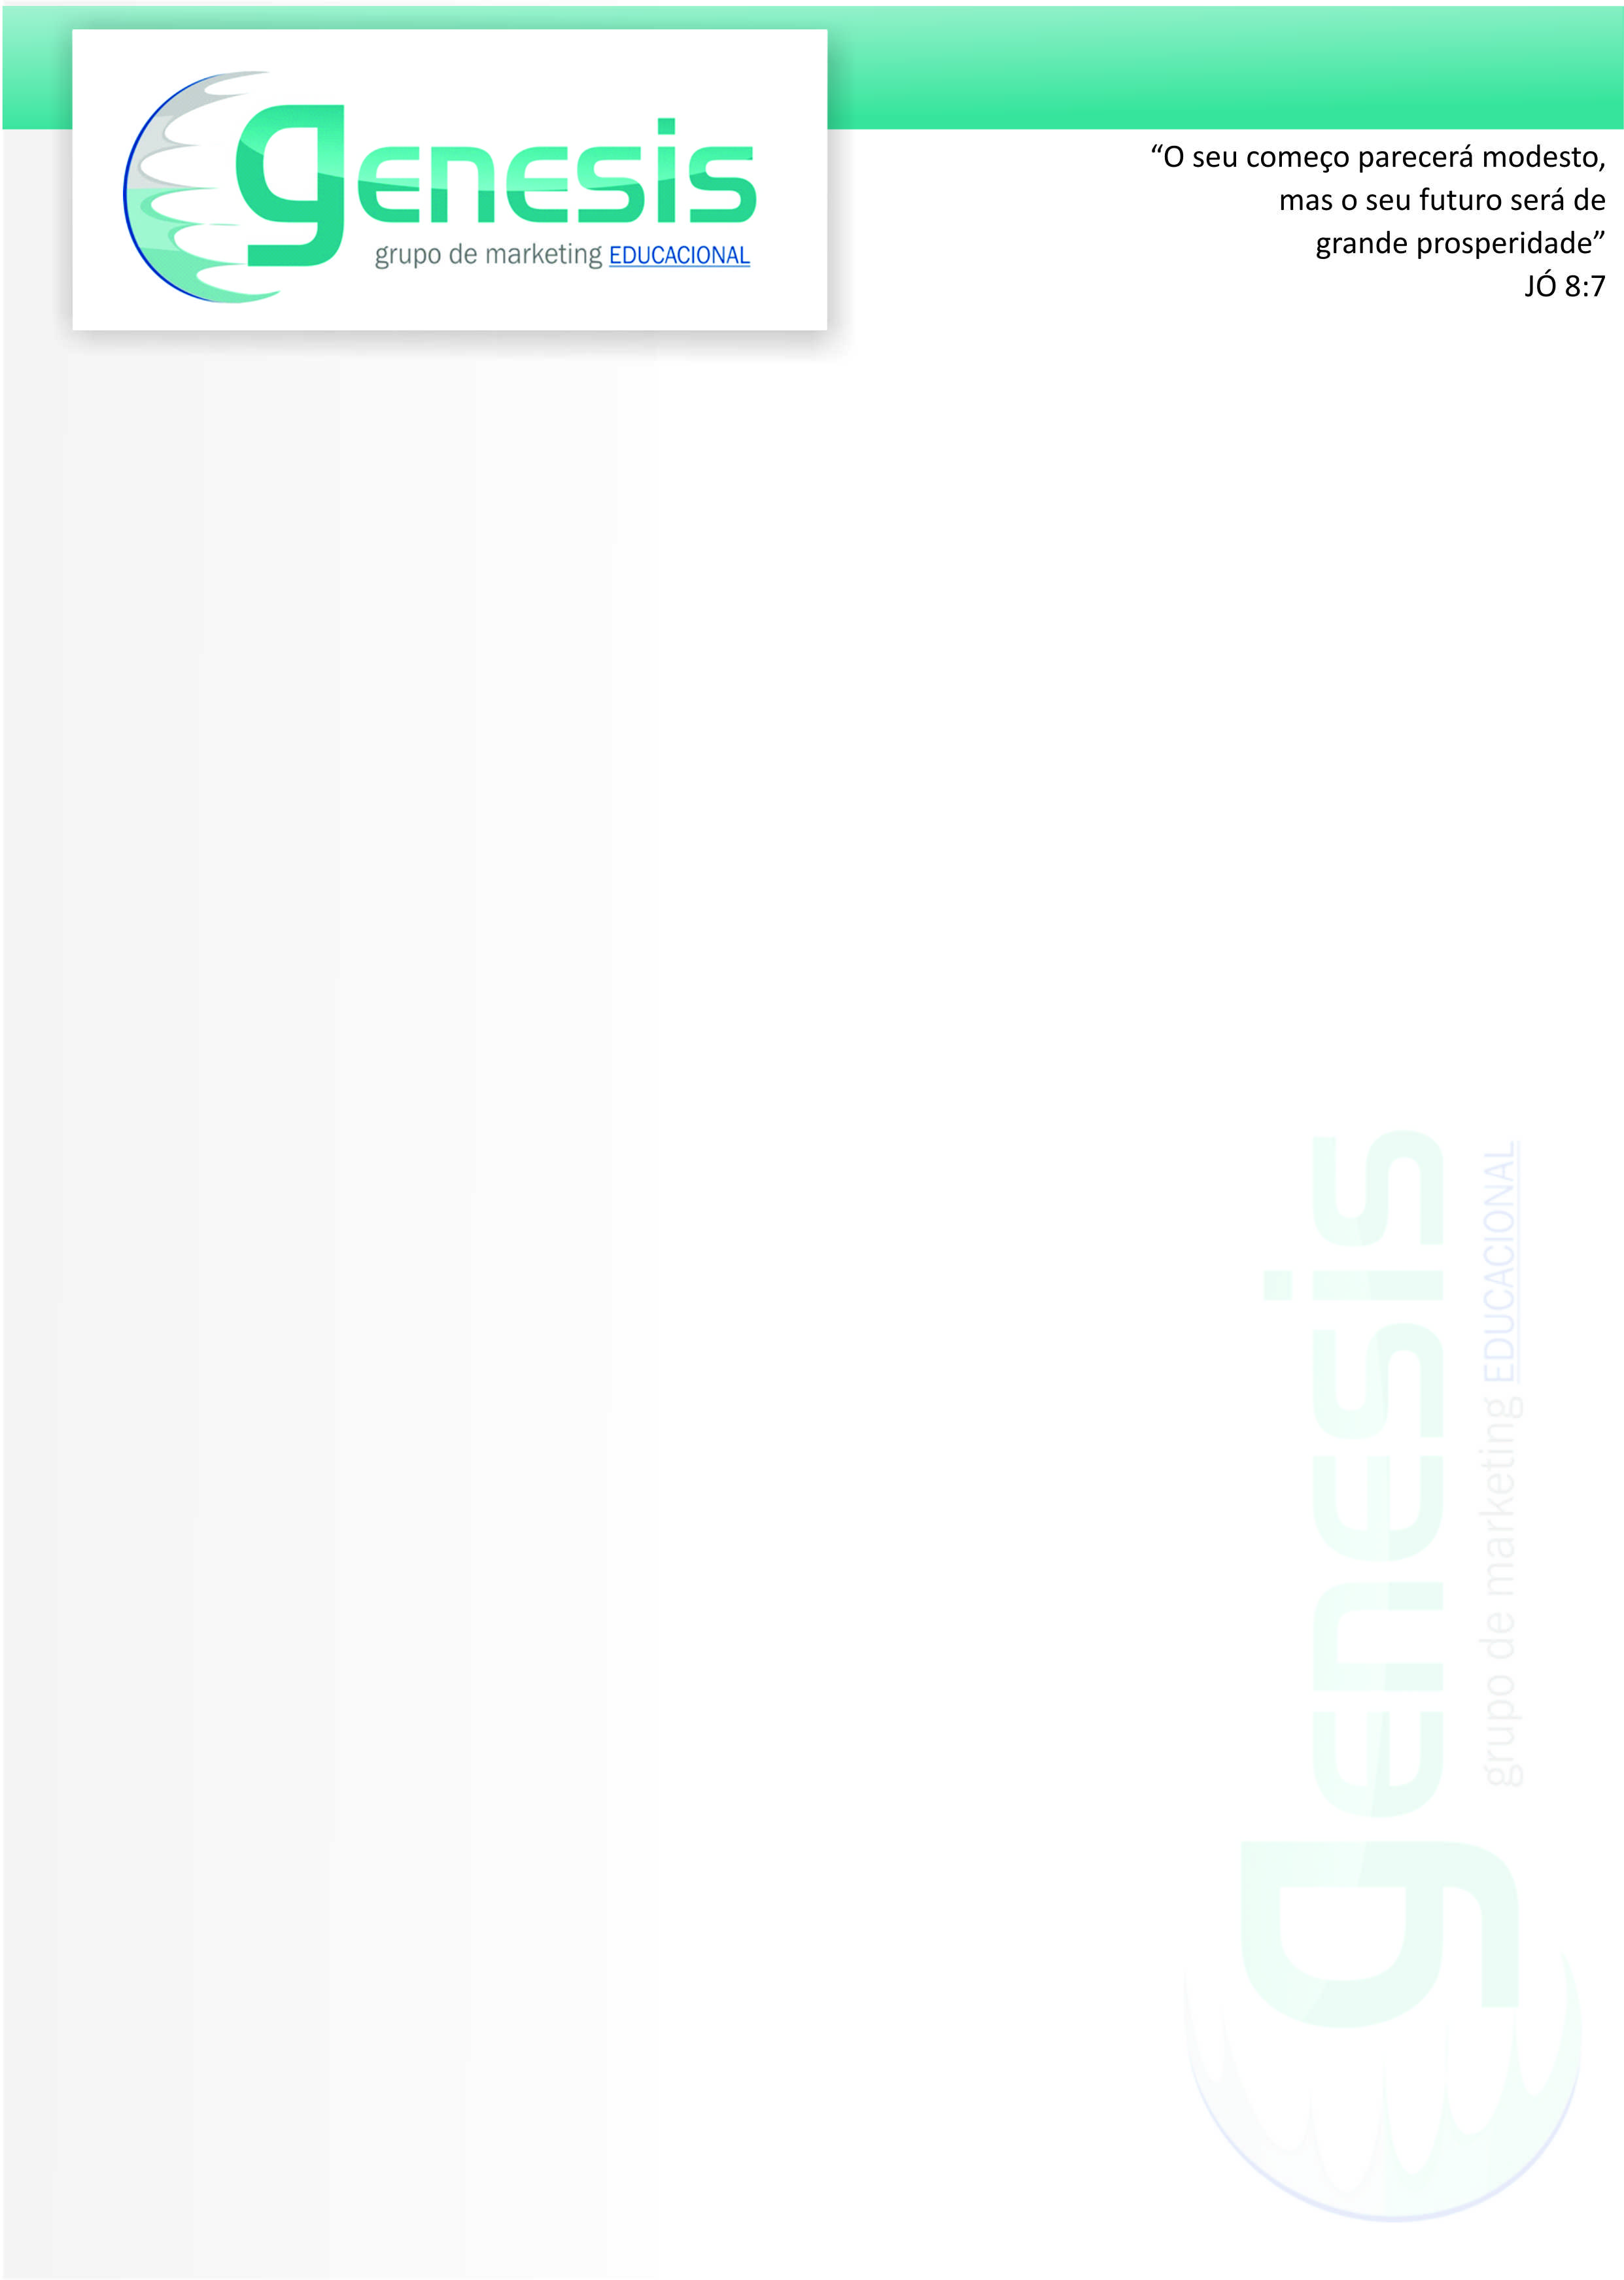 genesis
grupo de marketing EDUCACIONAL
“O seu começo parecerá modesto,
mas o seu futuro será de
grande prosperidade”
JÓ 8:7
genesis
grupo de marketing EDUCACIONAL